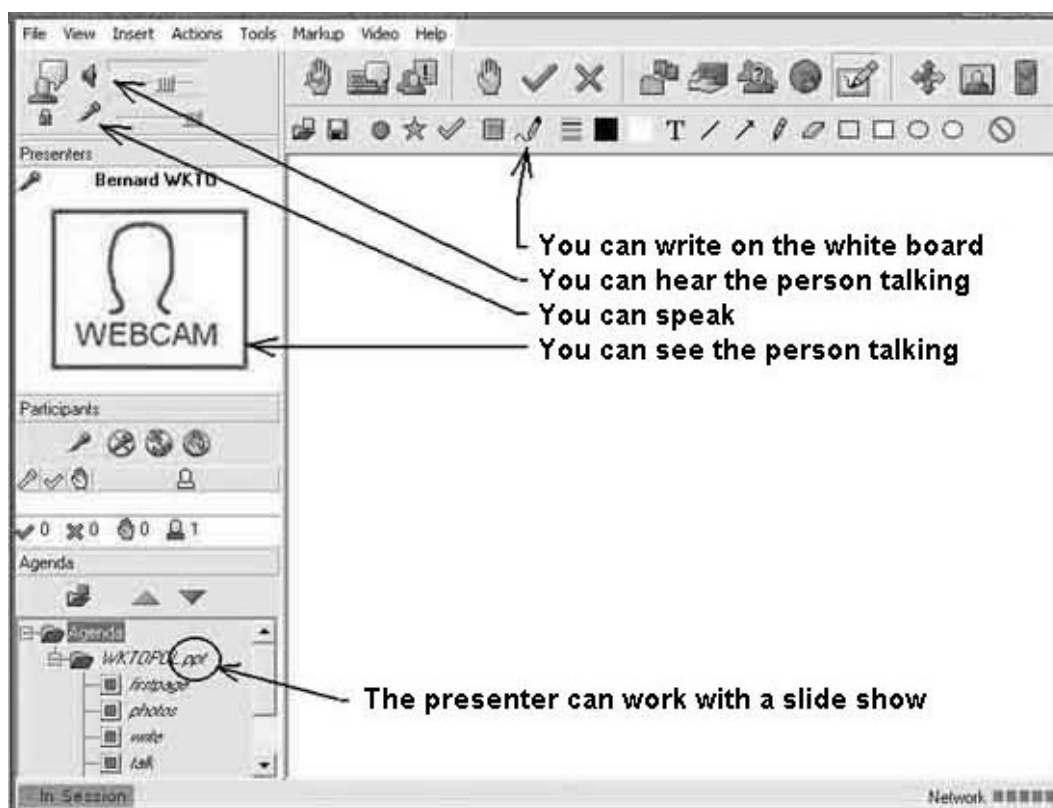 File View Insert Actions Tools Markup Video Help
Presenters
Bernard WKTO
WEBCAM
You can write on the white board
You can hear the person talking
You can speak
You can see the person talking
Participants
0 0 0 1
Agenda
Agenda
WKTOPOL.ppt
firstpage
photos
write
talk
The presenter can work with a slide show
In Session
Network